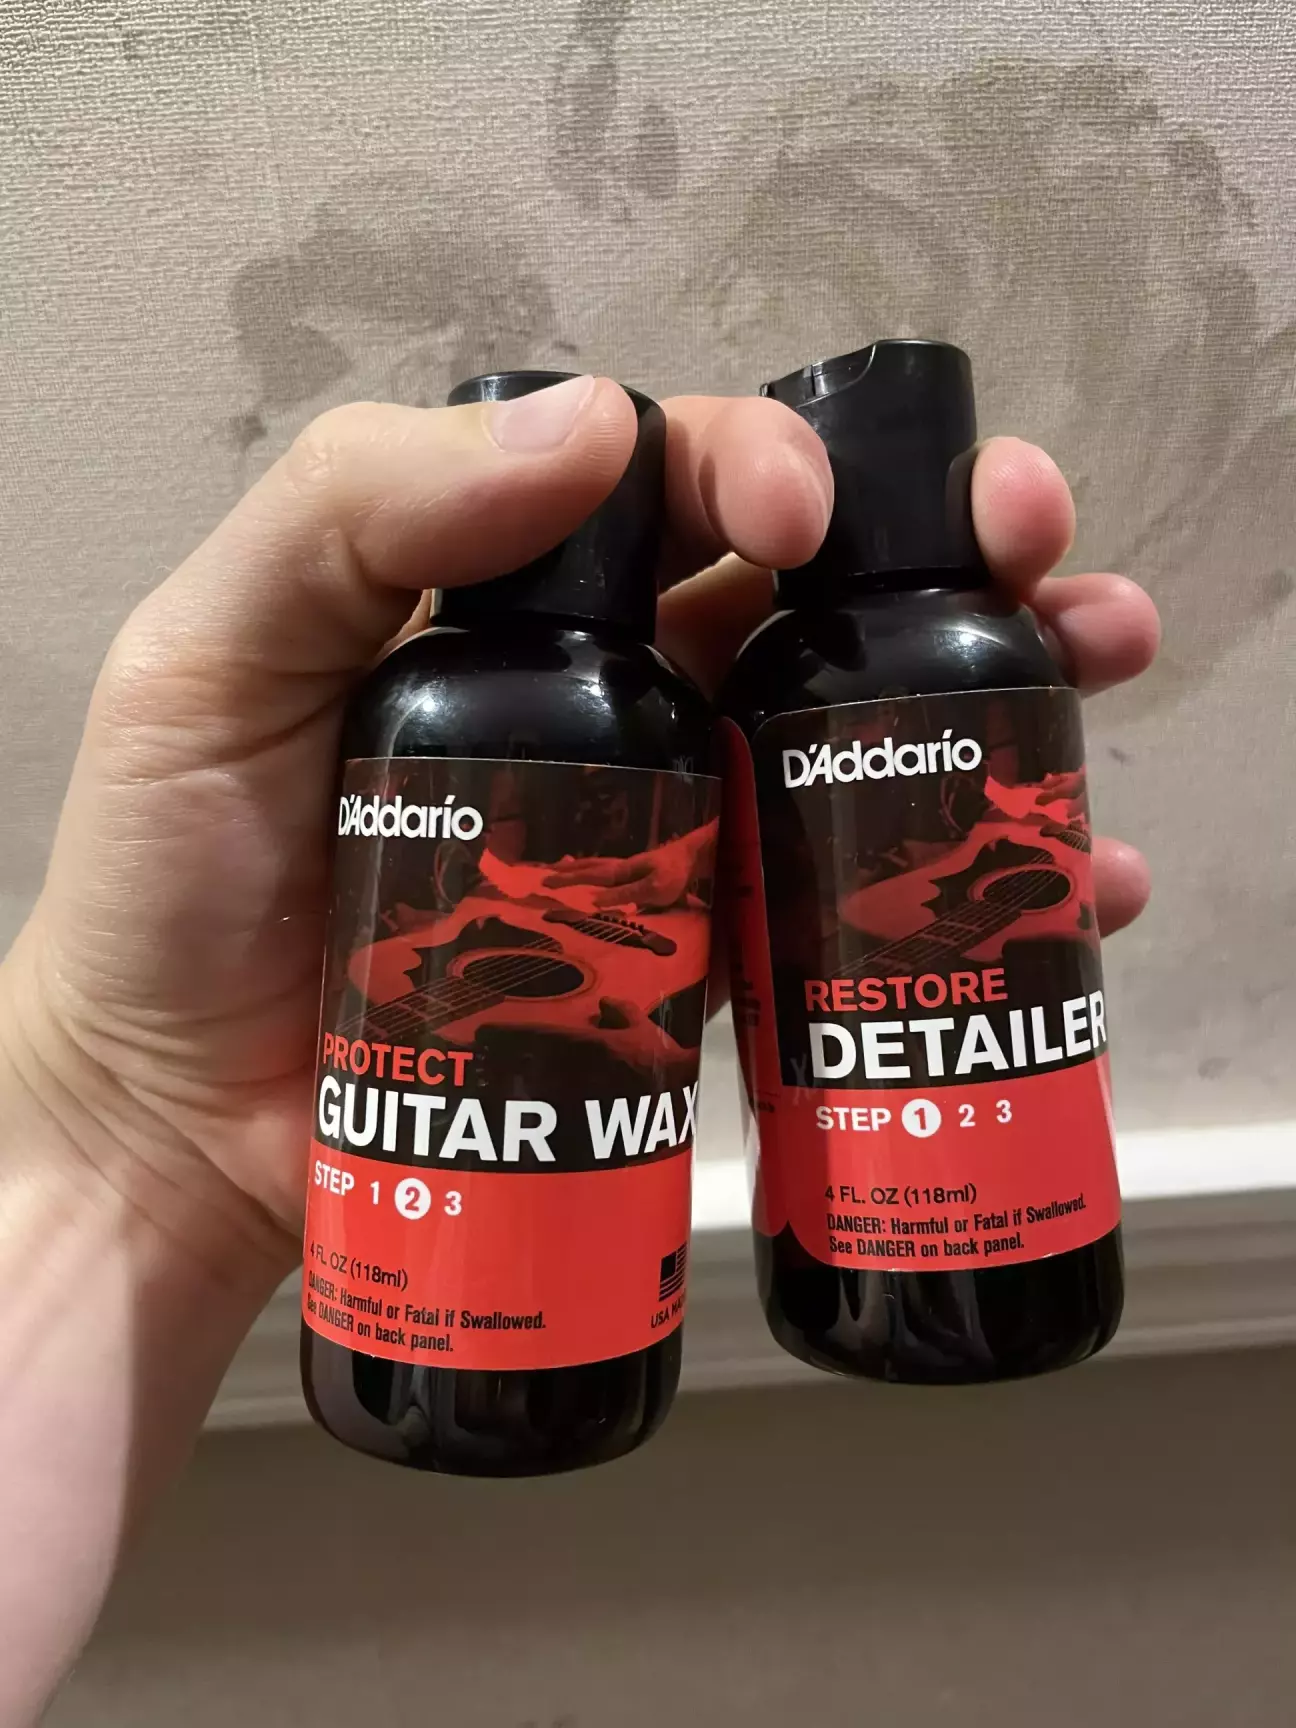 D'Addario
PROTECT
GUITAR WAX
STEP 1 2 3
4 FL OZ (118ml)
DANGER: Harmful or Fatal if Swallowed.
See DANGER on back panel.
USA
D'Addario
RESTORE
DETAILER
STEP 1 2 3
4 FL. OZ (118ml)
DANGER: Harmful or Fatal if Swallowed.
See DANGER on back panel.